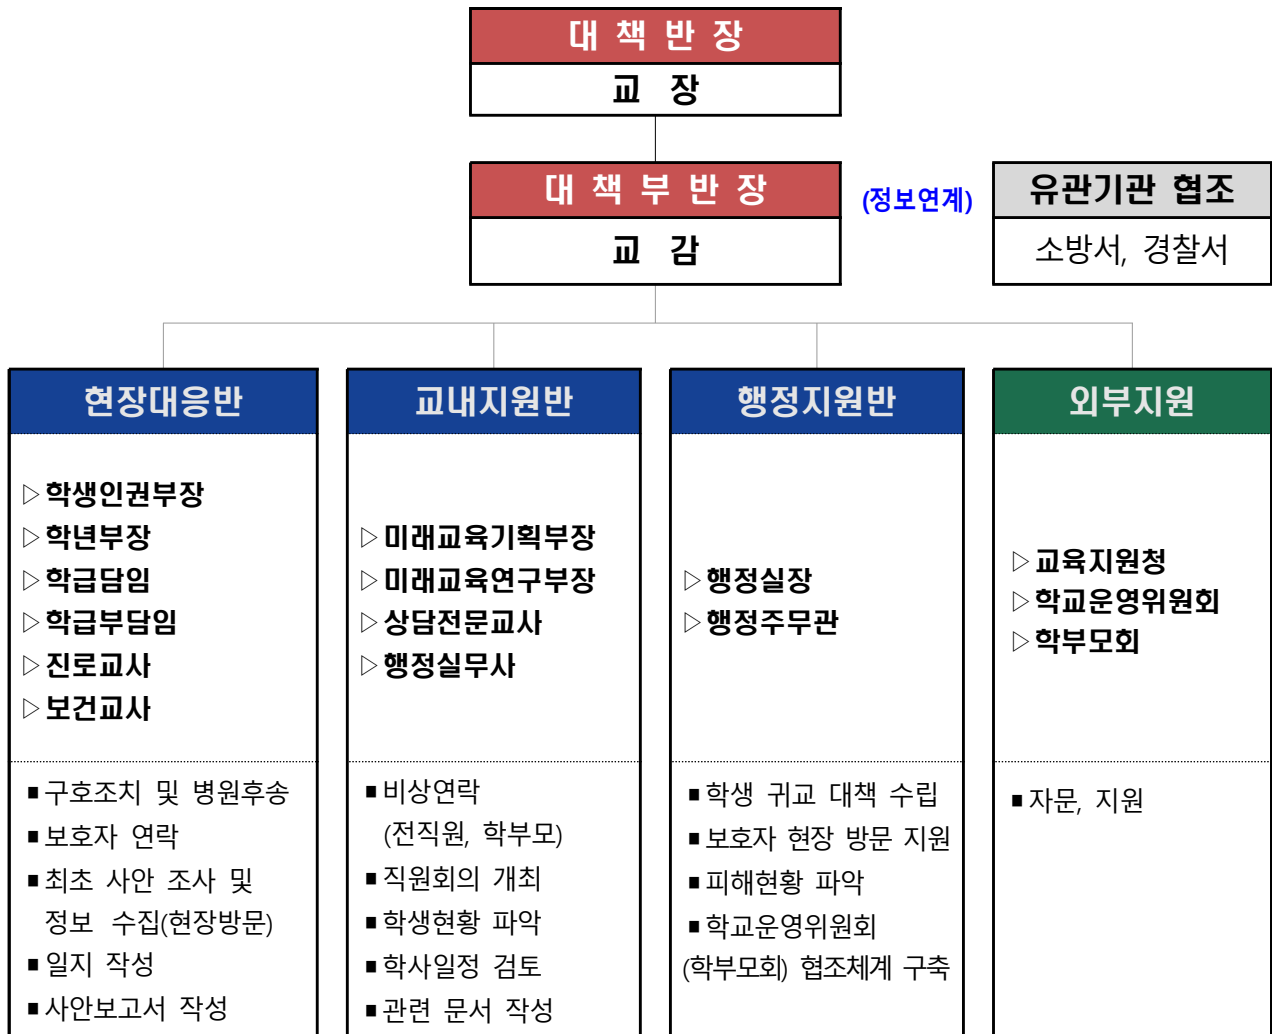 대 책 반 장
교 장
대 책 부 반 장
교 감
(정보연계)
유관기관 협조
소방서, 경찰서
현장대응반
▷학생인권부장
▷학년부장
▷학급담임
▷학급부담임
▷진로교사
▷보건교사
■구호조치 및 병원후송
■보호자 연락
■최초 사안 조사 및
정보 수집(현장방문)
■일지 작성
■사안보고서 작성
교내지원반
▷미래교육기획부장
▷미래교육연구부장
▷상담전문교사
▷행정실무사
■비상연락
(전직원, 학부모)
■직원회의 개최
■학생현황 파악
■학사일정 검토
■관련 문서 작성
행정지원반
▷행정실장
▷행정주무관
■학생 귀교 대책 수립
■보호자 현장 방문 지원
■피해현황 파악
■학교운영위원회
(학부모회) 협조체계 구축
외부지원
▷교육지원청
▷학교운영위원회
▷학부모회
■자문, 지원